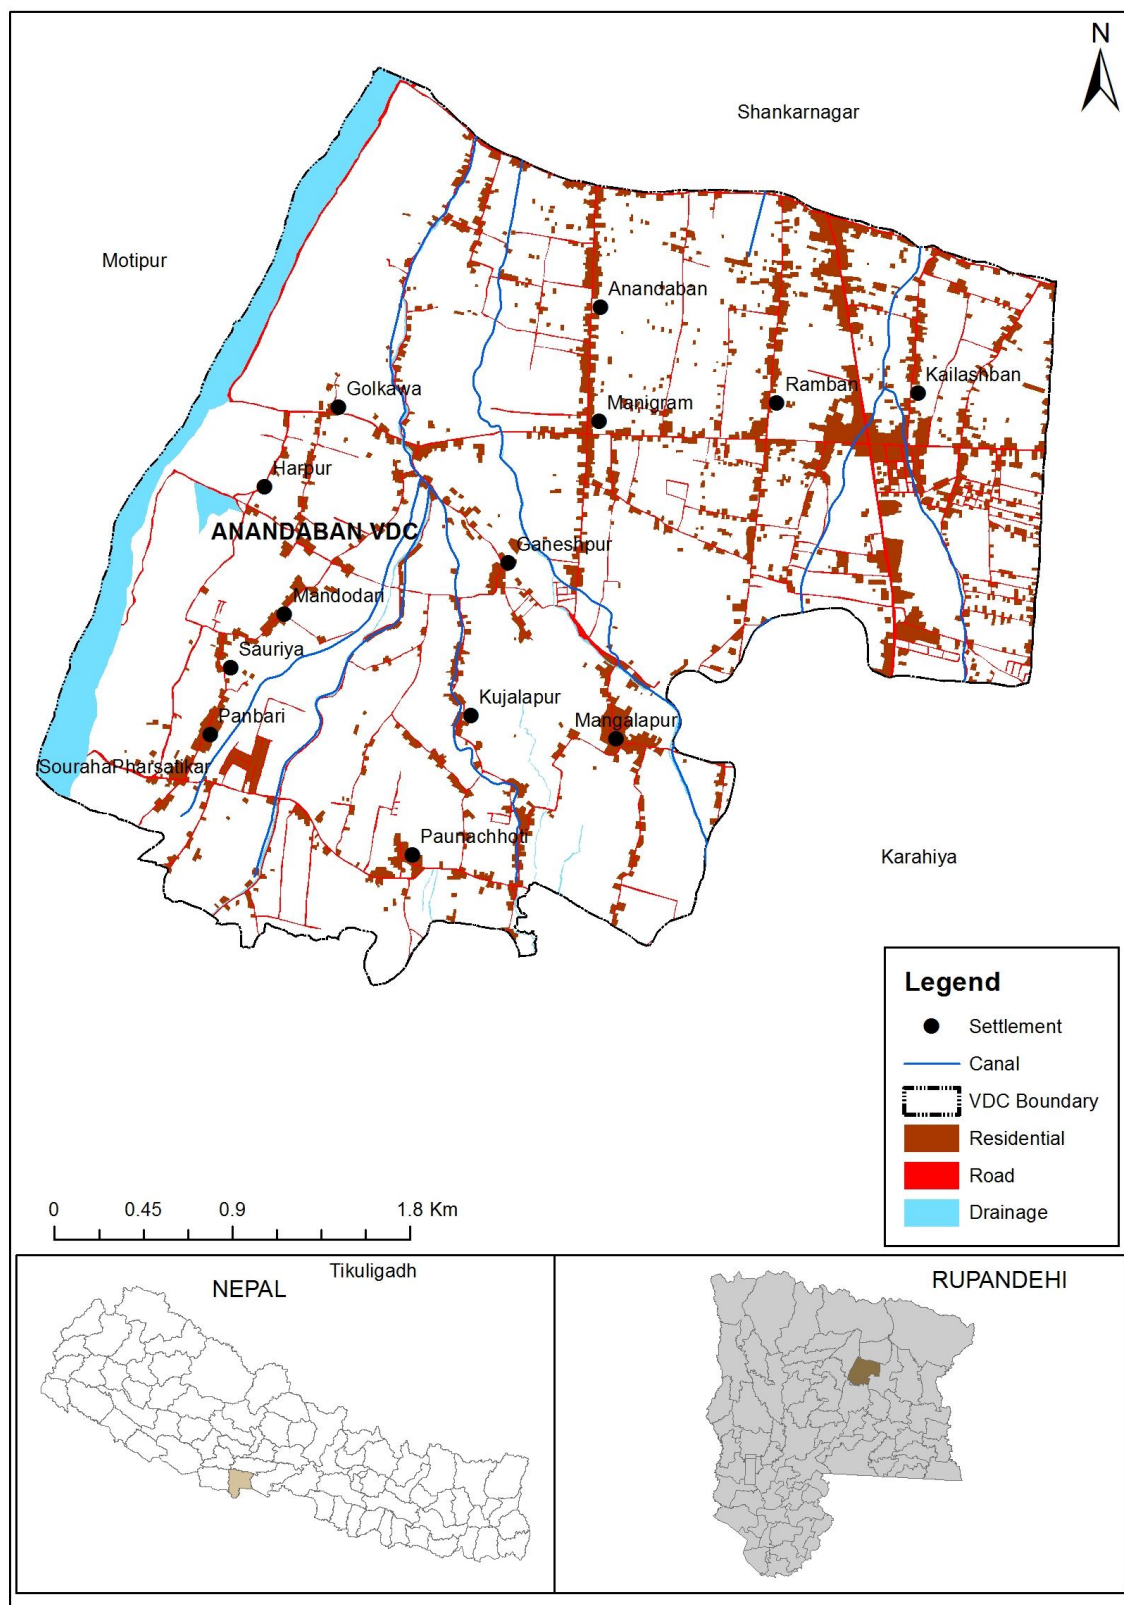 N
Shankarnagar
Motipur
Anandaban
Kailashban
Ramban
Golkawa
Manigram
Harpur
ANANDABAN VDC
Ganeshpur
Mandodari
Sauriya
Kujalapur
Panbari
Mangalapur
SourahaPharsatikar
Paunachhoti
Karahiya
Legend
Settlement
Canal
VDC Boundary
Residential
Road
Drainage
0 0.45 0.9 1.8 Km
Tikuligadh
NEPAL
RUPANDEHI